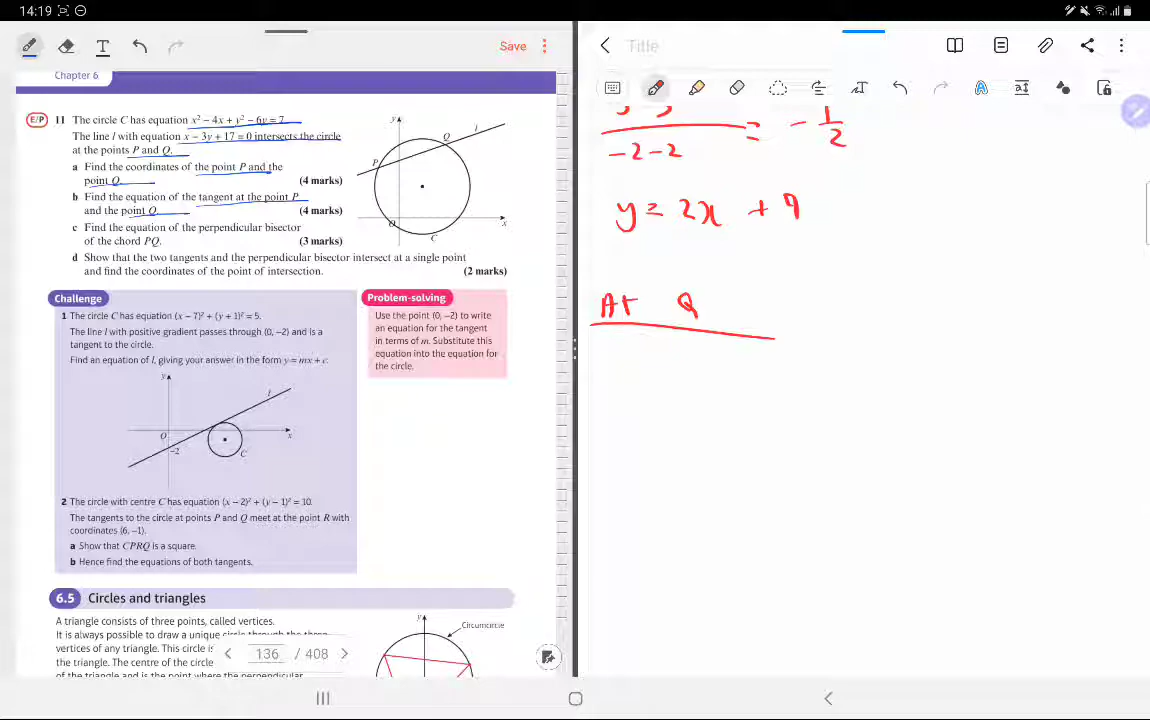 14:19
Save
Title
Chapter 6
E/P 11 The circle C has equation x² − 4x + y² − 6y = 7.
The line l with equation x − 3y + 17 = 0 intersects the circle
at the points P and Q.
a Find the coordinates of the point P and the
point Q. (4 marks)
b Find the equation of the tangent at the point P
and the point Q. (4 marks)
c Find the equation of the perpendicular bisector
of the chord PQ. (3 marks)
d Show that the two tangents and the perpendicular bisector intersect at a single point
and find the coordinates of the point of intersection. (2 marks)
y
Q
l
P
O
x
C
Challenge
1 The circle C has equation (x − 7)² + (y + 1)² = 5.
The line l with positive gradient passes through (0, −2) and is a
tangent to the circle.
Find an equation of l, giving your answer in the form y = mx + c.
y
l
O
x
−2
C
2 The circle with centre C has equation (x − 2)² + (y − 1)² = 10.
The tangents to the circle at points P and Q meet at the point R with
coordinates (6, −1).
a Show that CPRQ is a square.
b Hence find the equations of both tangents.
Problem-solving
Use the point (0, −2) to write
an equation for the tangent
in terms of m. Substitute this
equation into the equation for
the circle.
6.5 Circles and triangles
A triangle consists of three points, called vertices.
It is always possible to draw a unique circle through the three
vertices of any triangle. This circle is
the triangle. The centre of the circle
of the triangle and is the point where the perpendicular
y
Circumcircle
136 / 408
−2−2 = −1/2
y = 2x + 9
At Q